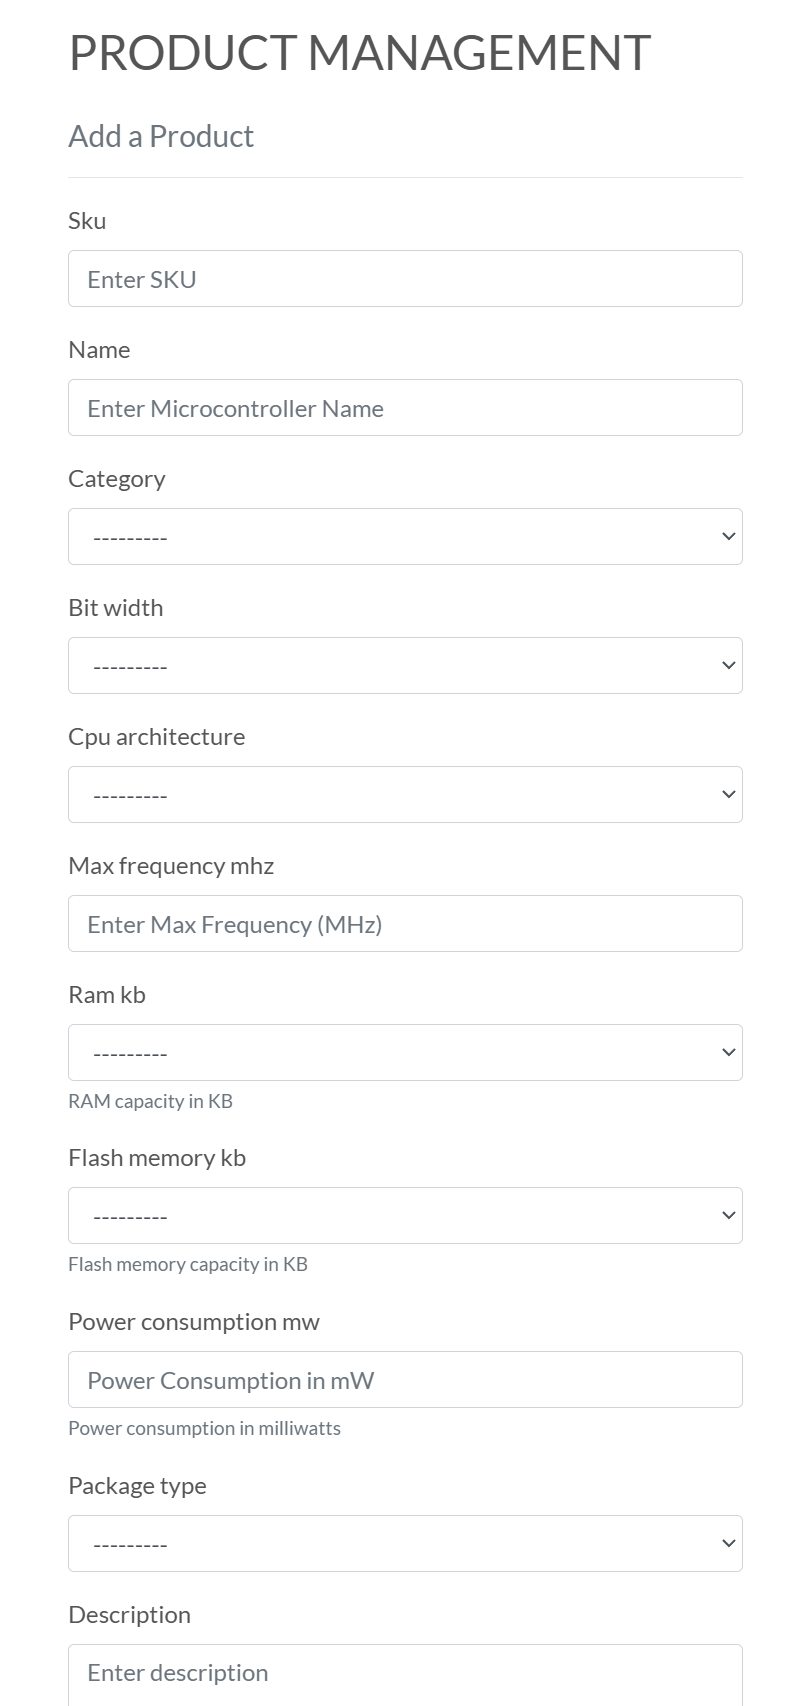 PRODUCT MANAGEMENT
Add a Product
Sku
Enter SKU
Name
Enter Microcontroller Name
Category
---------
Bit width
---------
Cpu architecture
---------
Max frequency mhz
Enter Max Frequency (MHz)
Ram kb
---------
RAM capacity in KB
Flash memory kb
---------
Flash memory capacity in KB
Power consumption mw
Power Consumption in mW
Power consumption in milliwatts
Package type
---------
Description
Enter description